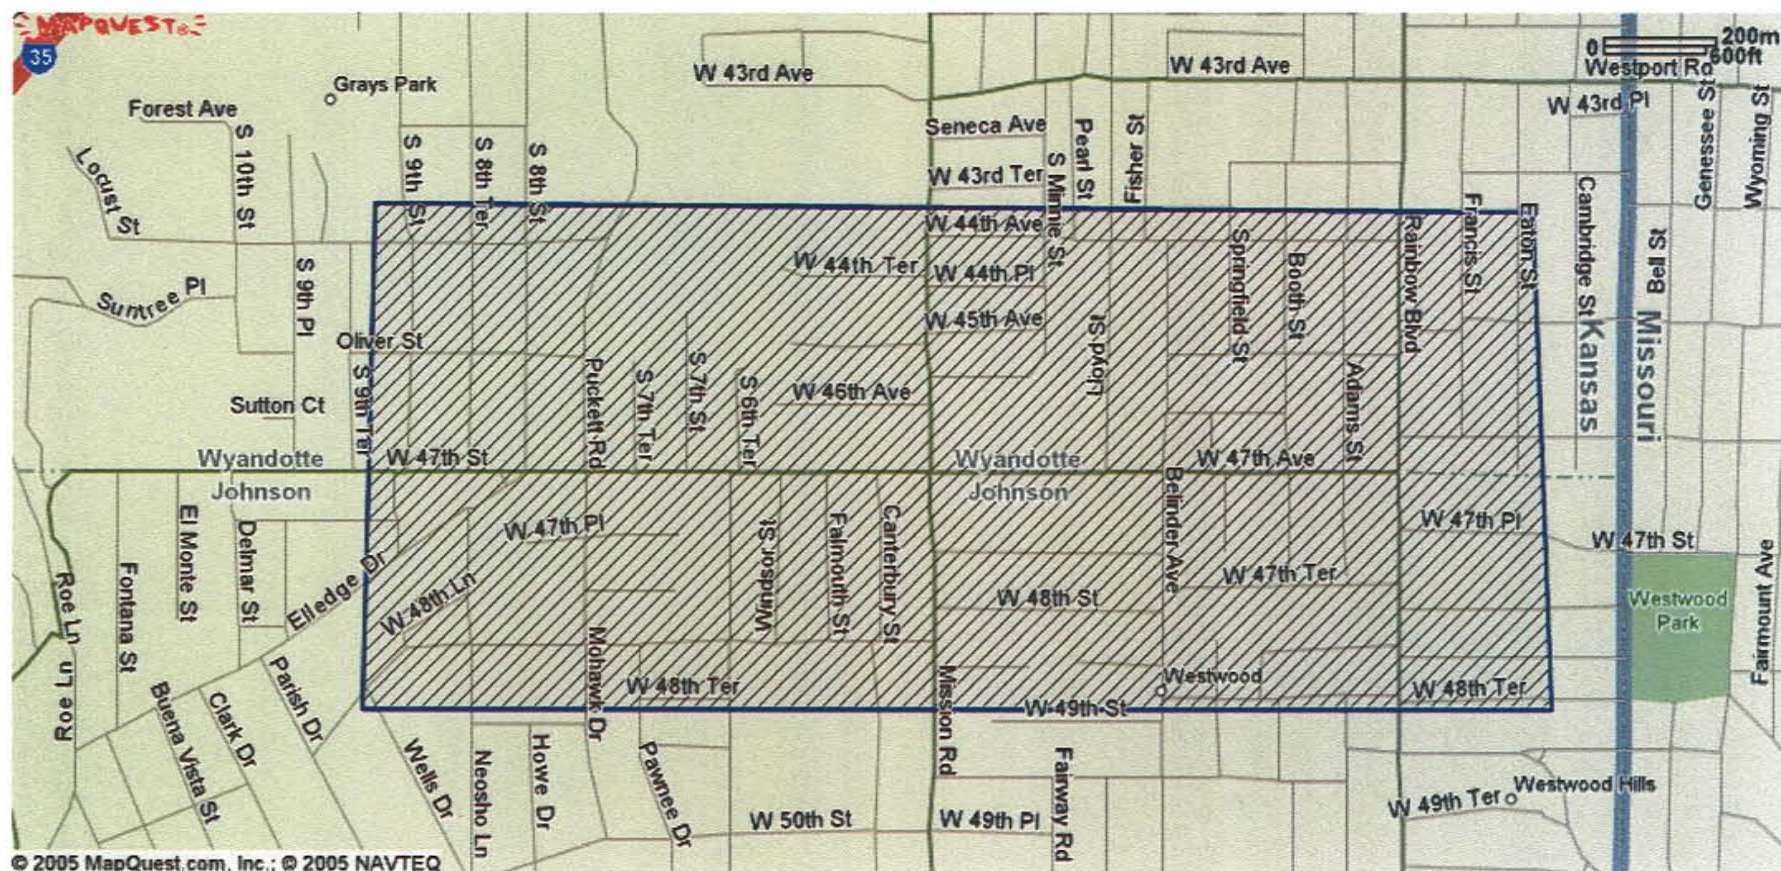 MAPQUEST®
35
0 200m
600ft
Grays Park
W 43rd Ave
W 43rd Ave
Westport Rd
Forest Ave
W 43rd Pl
S 10th St
S 9th St
S 8th Ter
S 8th St
Seneca Ave
Pearl St
Fisher St
Genessee St
Wyoming St
Locust St
W 43rd Ter
S Minnie St
W 44th Ave
Springfield St
Booth St
Rainbow Blvd
Francis St
Eaton St
Cambridge St
Bell St
S 9th Pl
W 44th Ter
W 44th Pl
Suntree Pl
W 45th Ave
Lloyd St
Kansas
Missouri
Oliver St
S 9th Ter
Puckett Rd
S 7th Ter
S 7th St
S 6th Ter
W 46th Ave
Adams St
Sutton Ct
Wyandotte
W 47th St
Wyandotte
W 47th Ave
Johnson
Johnson
Belinder Ave
El Monte St
Delmar St
W 47th Pl
Windsor St
Falmouth St
Canterbury St
W 47th Pl
W 47th St
Roe Ln
Fontana St
Elledge Dr
W 48th Ln
W 48th St
W 47th Ter
Westwood Park
Fairmount Ave
Mohawk Dr
Roe Ln
Buena Vista St
Clark Dr
Parish Dr
W 48th Ter
Mission Rd
Westwood
W 48th Ter
W 49th St
Wells Dr
Neosho Ln
Howe Dr
Pawnee Dr
Fairway Rd
Westwood Hills
W 49th Ter
W 50th St
W 49th Pl
© 2005 MapQuest.com, Inc.; © 2005 NAVTEQ